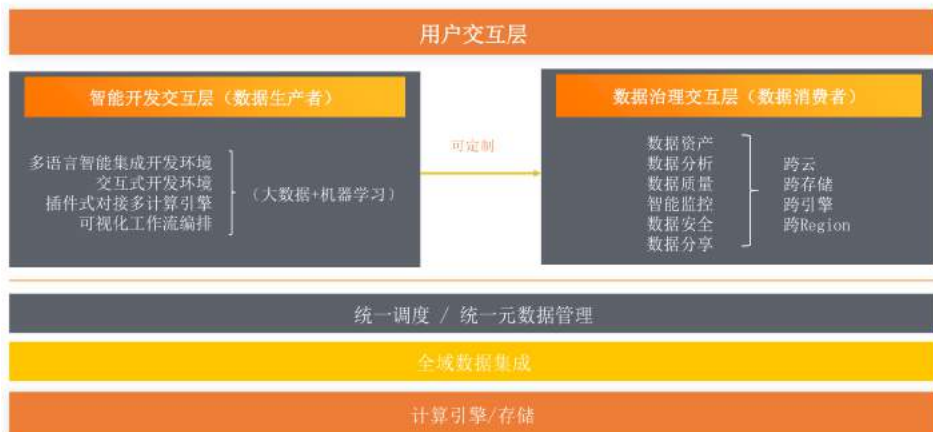 用户交互层
智能开发交互层（数据生产者）
多语言智能集成开发环境
交互式开发环境
插件式对接多计算引擎
可视化工作流编排
（大数据+机器学习）
可定制
数据治理交互层（数据消费者）
数据资产
数据分析
数据质量
智能监控
数据安全
数据分享
跨云
跨存储
跨引擎
跨Region
统一调度 / 统一元数据管理
全域数据集成
计算引擎/存储